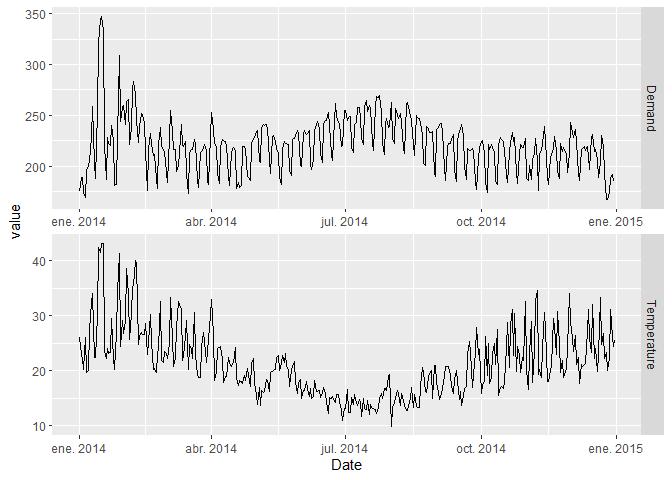 350
300
250
200
ene. 2014 abr. 2014 jul. 2014 oct. 2014 ene. 2015
Demand
value
40
30
20
10
ene. 2014 abr. 2014 jul. 2014 oct. 2014 ene. 2015
Temperature
Date